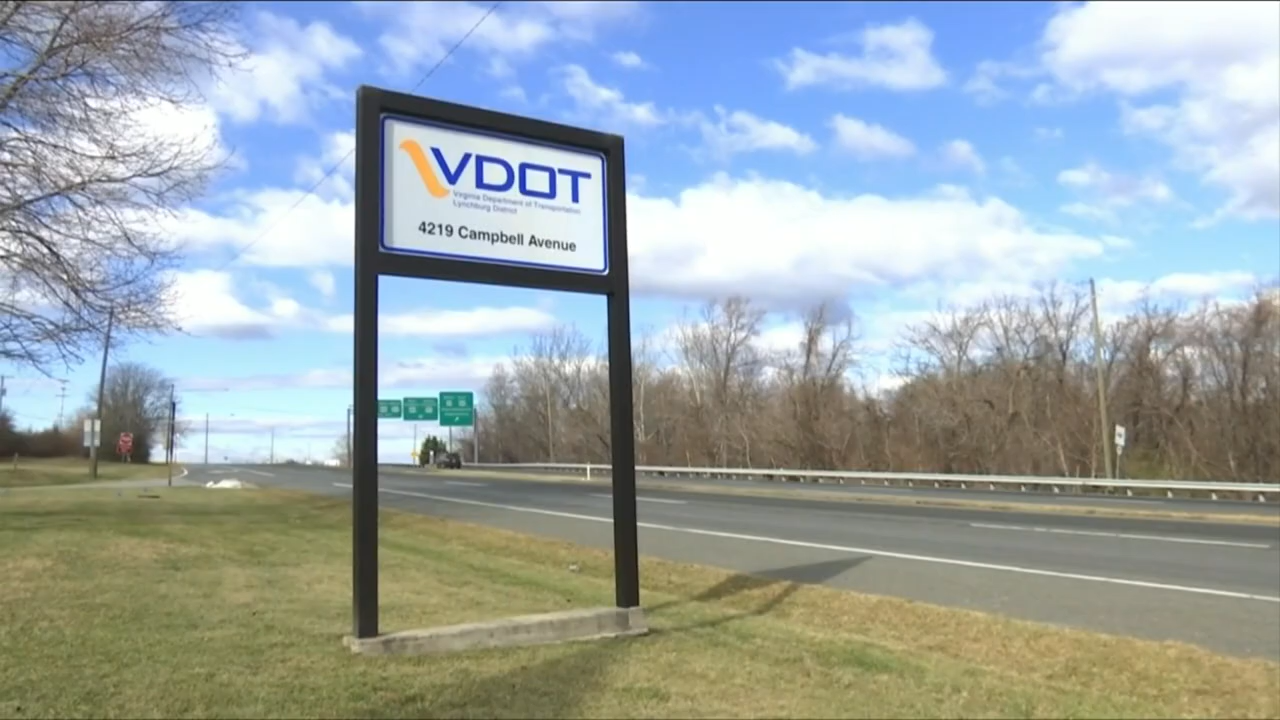 VDOT
Virginia Department of Transportation
Lynchburg District
4219 Campbell Avenue